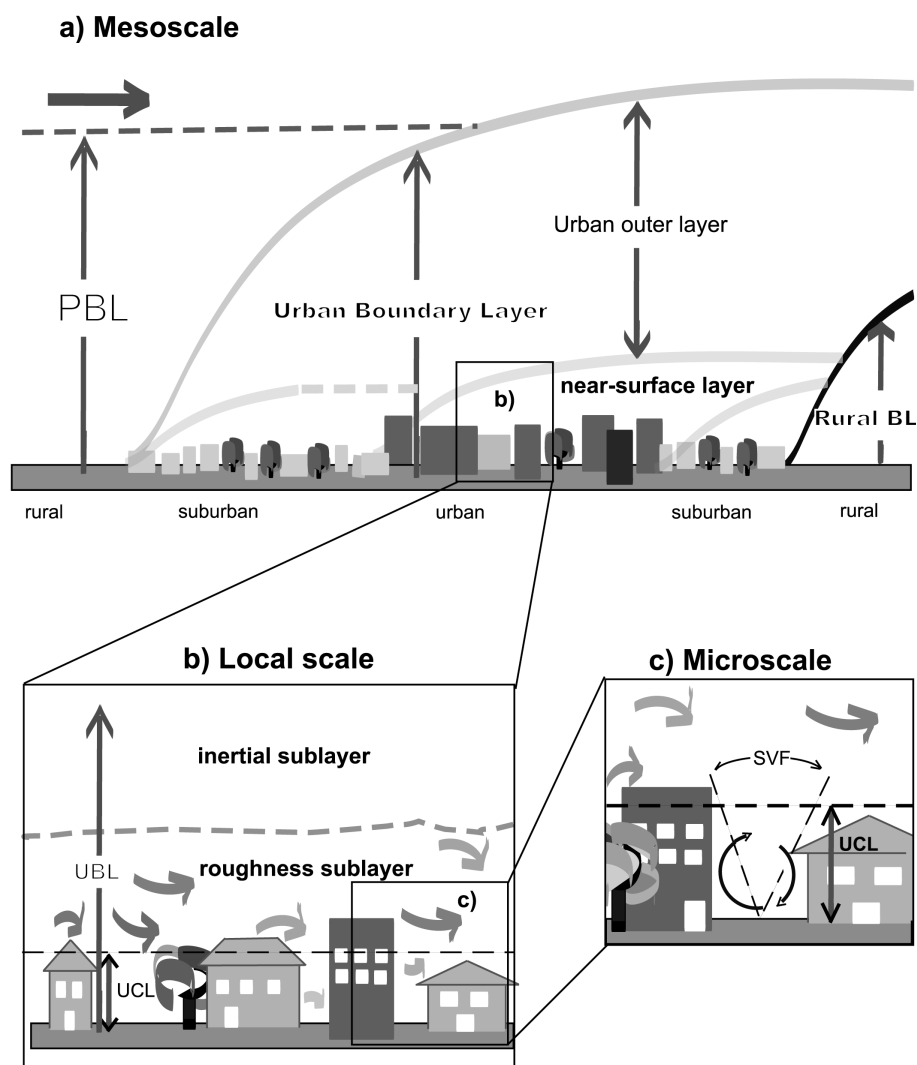 a) Mesoscale
Urban outer layer
PBL
Urban Boundary Layer
near-surface layer
b)
Rural BL
rural
suburban
urban
suburban
rural
b) Local scale
inertial sublayer
roughness sublayer
UBL
c)
UCL
c) Microscale
SVF
UCL